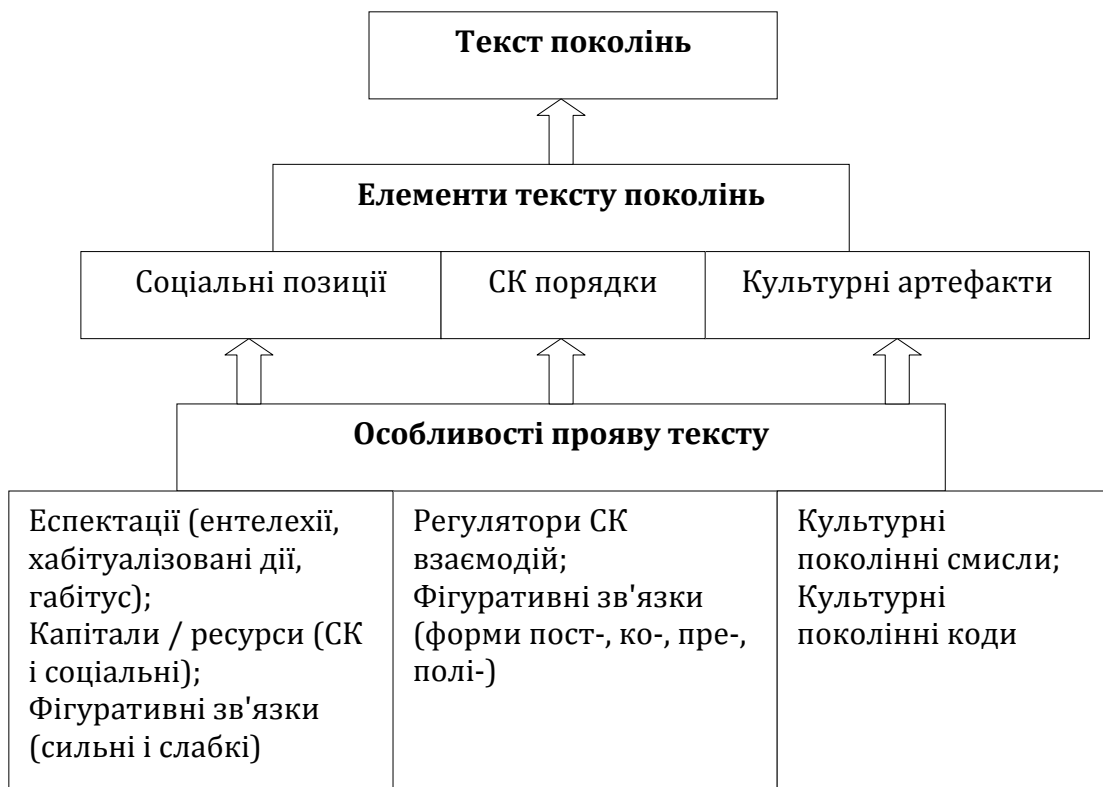 Текст поколінь
Елементи тексту поколінь
Соціальні позиції
СК порядки
Культурні артефакти
Особливості прояву тексту
Еспектації (ентелехії,
хабітуалізовані дії,
габітус);
Капітали / ресурси (СК
і соціальні);
Фігуративні зв'язки
(сильні і слабкі)
Регулятори СК
взаємодій;
Фігуративні зв'язки
(форми пост-, ко-, пре-,
полі-)
Культурні
поколінні смисли;
Культурні
поколінні коди